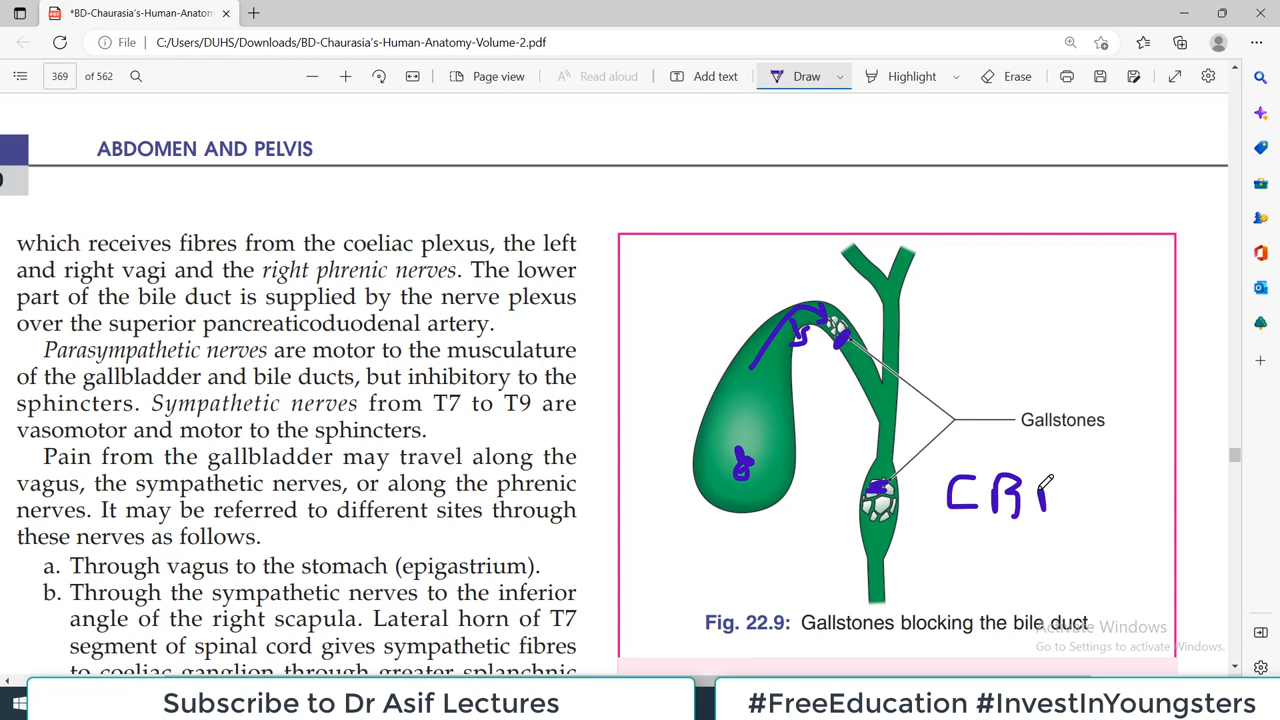 *BD-Chaurasia's-Human-Anatom
File
C:/Users/DUHS/Downloads/BD-Chaurasia's-Human-Anatomy-Volume-2.pdf
369 of 562
Page view
Read aloud
Add text
Draw
Highlight
Erase
ABDOMEN AND PELVIS
which receives fibres from the coeliac plexus, the left
and right vagi and the right phrenic nerves. The lower
part of the bile duct is supplied by the nerve plexus
over the superior pancreaticoduodenal artery.
Parasympathetic nerves are motor to the musculature
of the gallbladder and bile ducts, but inhibitory to the
sphincters. Sympathetic nerves from T7 to T9 are
vasomotor and motor to the sphincters.
Pain from the gallbladder may travel along the
vagus, the sympathetic nerves, or along the phrenic
nerves. It may be referred to different sites through
these nerves as follows.
a. Through vagus to the stomach (epigastrium).
b. Through the sympathetic nerves to the inferior
angle of the right scapula. Lateral horn of T7
segment of spinal cord gives sympathetic fibres
to coeliac ganglion through greater splanchnic
Gallstones
CB
Fig. 22.9: Gallstones blocking the bile duct
Activate Windows
Go to Settings to activate Windows.
Subscribe to Dr Asif Lectures
#FreeEducation #InvestInYoungsters